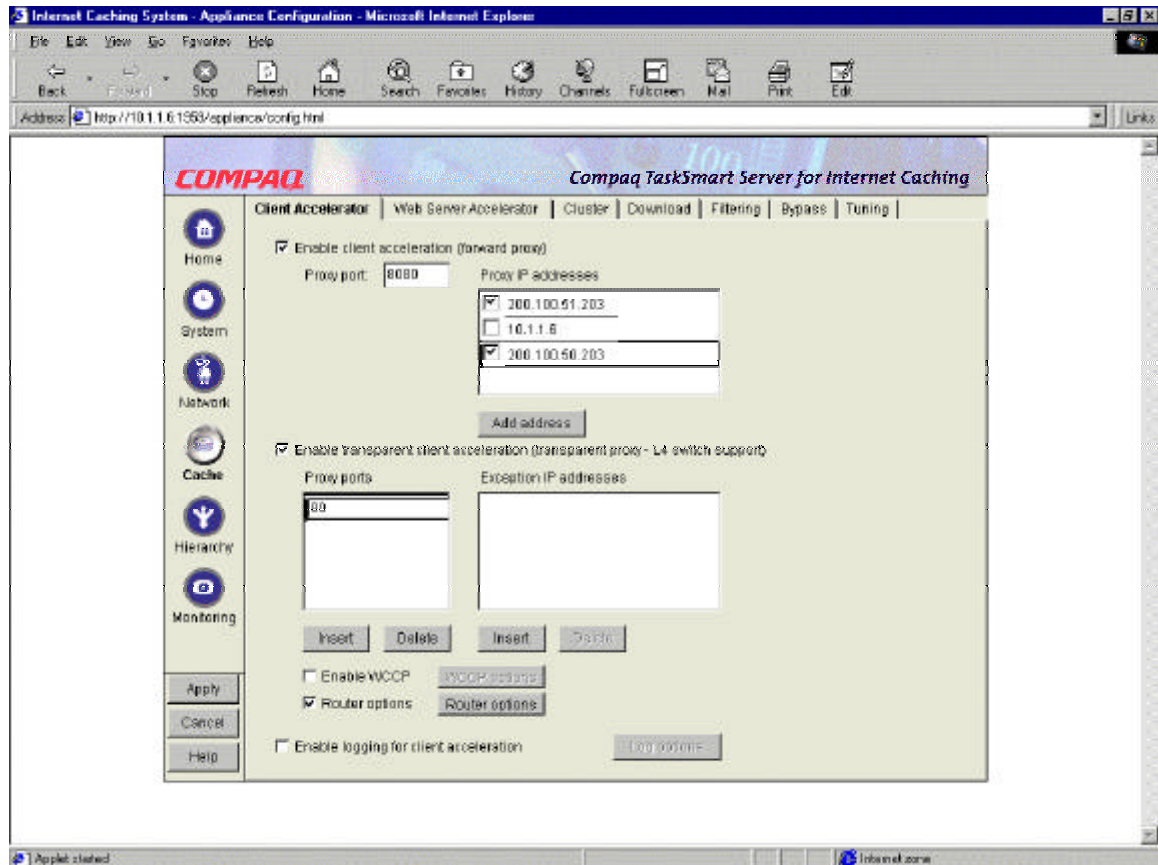 Internet Caching System - Appliance Configuration - Microsoft Internet Explorer
File Edit View Go Favorites Help
Back Forward Stop Refresh Home Search Favorites History Channels Fullscreen Mail Print Edit
Address http://10.1.1.6:1953/appliance/config.html Links
COMPAQ
100
Compaq TaskSmart Server for Internet Caching
Client Accelerator | Web Server Accelerator | Cluster | Download | Filtering | Bypass | Tuning |
Home
System
Network
Cache
Hierarchy
Monitoring
Apply
Cancel
Help
Enable client acceleration (forward proxy)
Proxy port: 8080
Proxy IP addresses
200.100.51.203
10.1.1.6
200.100.50.203
Add address
Enable transparent client acceleration (transparent proxy - L4 switch support)
Proxy ports
80
Exception IP addresses
Insert Delete Insert Delete
Enable WCCP WCCP options
Router options Router options
Enable logging for client acceleration Log options
Applet started Internet zone